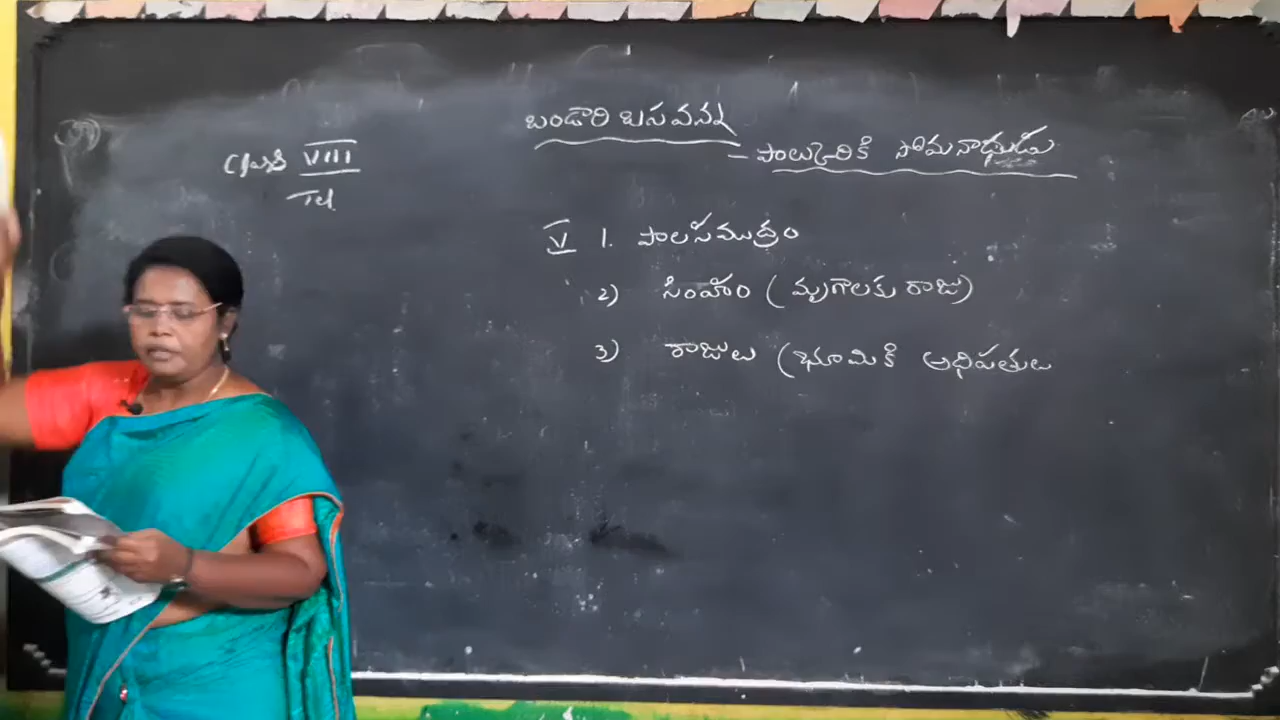 బండారి బసవన్న
Class VIII
- పాల్కురికి సోమనాథుడు
Tel
V 1. పాలసముద్రం
2) సింహం ( మృగాలకు రాజు)
3) రాజులు (భూమికి అధిపతులు